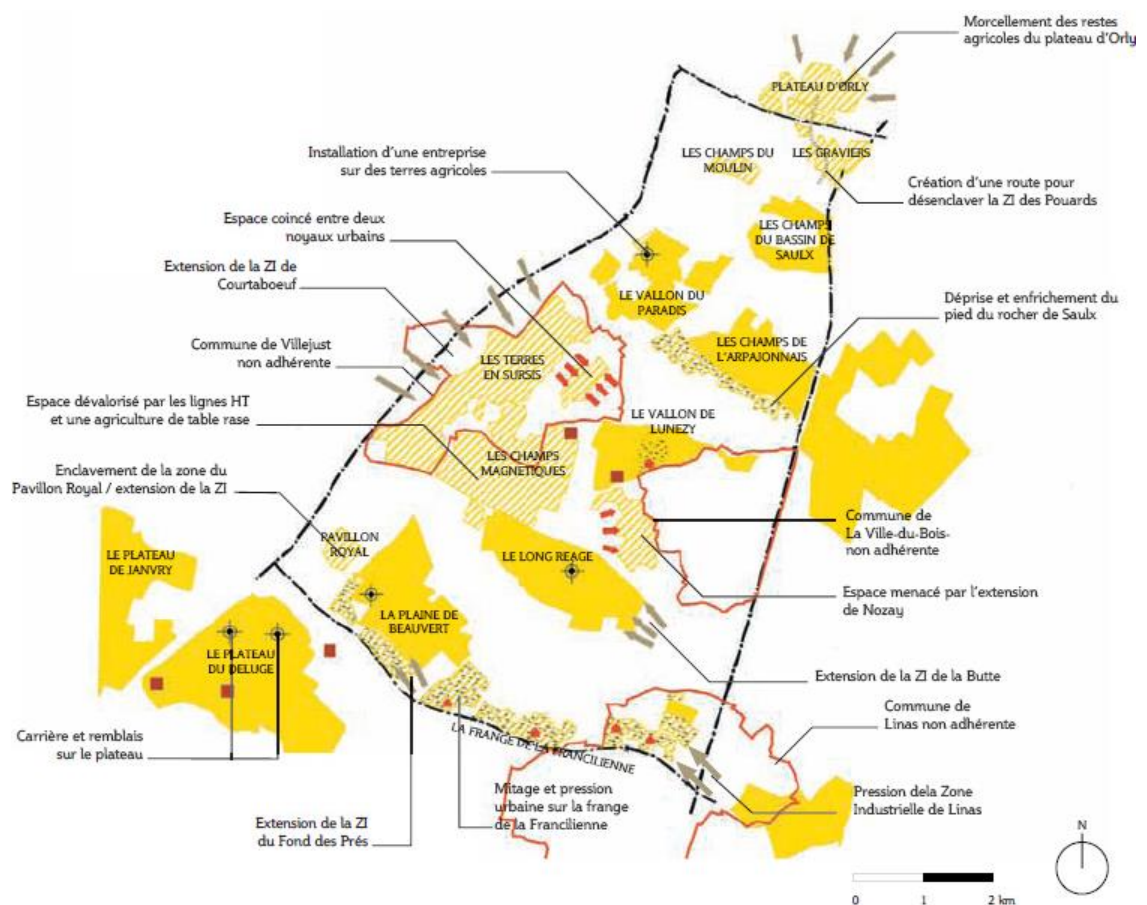 Morcellement des restes
agricoles du plateau d'Orly
PLATEAU D'ORLY
LES CHAMPS DU
MOULIN
LES GRAVIERS
Installation d'une entreprise
sur des terres agricoles
Création d'une route pour
désenclaver la ZI des Pouards
Espace coincé entre deux
noyaux urbains
LES CHAMPS
DU BASSIN DE
SAULX
Extension de la ZI de
Courtaboeuf
LE VALLON DU
PARADIS
Déprise et enfrichement du
pied du rocher de Saulx
LES CHAMPS DE
L'ARPAJONNAIS
Commune de Villejust
non adhérente
LES TERRES
EN SURSIS
Espace dévalorisé par les lignes HT
et une agriculture de table rase
LE VALLON DE
LUNEZY
LES CHAMPS
MAGNETIQUES
Enclavement de la zone du
Pavillon Royal / extension de la ZI
Commune de
La Ville-du-Bois-
non adhérente
PAVILLON
ROYAL
LE PLATEAU
DE JANVRY
LE LONG REAGE
Espace menacé par l'extension
de Nozay
LA PLAINE DE
BEAUVERT
LE PLATEAU
DU DELUGE
Extension de la ZI de la Butte
Commune de
Linas non adhérente
Carrière et remblais
sur le plateau
LA FRANGE DE LA FRANCILIENNE
Mitage et pression
urbaine sur la frange
de la Francilienne
Pression dela Zone
Industrielle de Linas
Extension de la ZI
du Fond des Prés
N
0 1 2 km